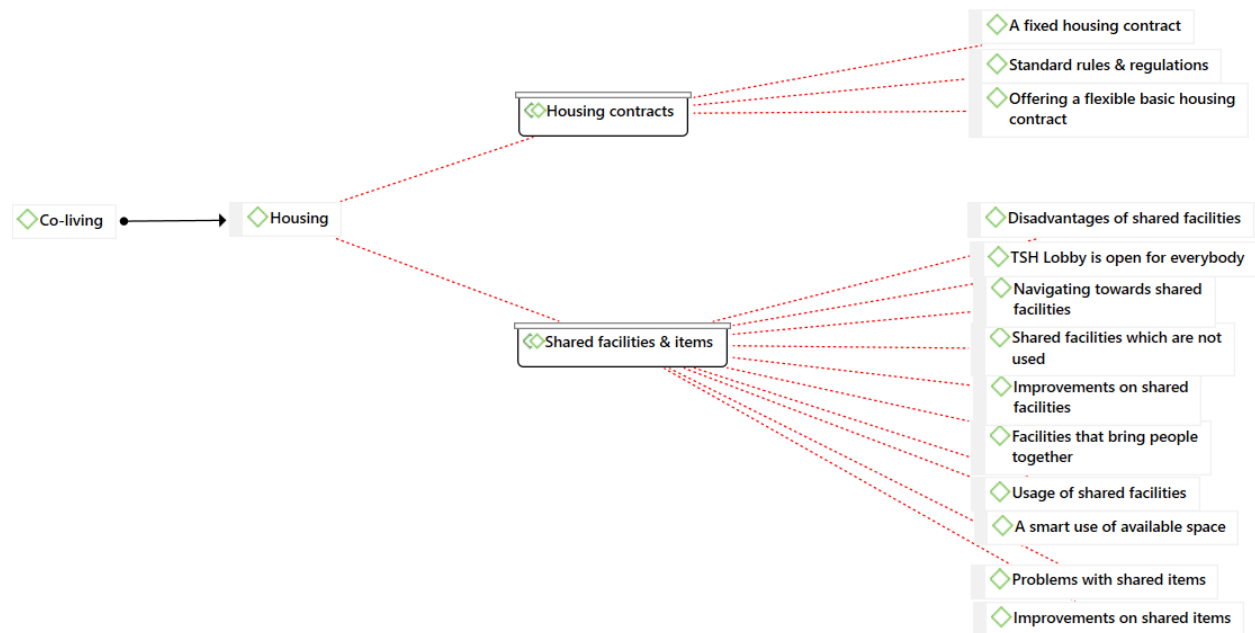 A fixed housing contract
Standard rules & regulations
Housing contracts
Offering a flexible basic housing
contract
Co-living
Housing
Disadvantages of shared facilities
TSH Lobby is open for everybody
Navigating towards shared
facilities
Shared facilities & items
Shared facilities which are not
used
Improvements on shared
facilities
Facilities that bring people
together
Usage of shared facilities
A smart use of available space
Problems with shared items
Improvements on shared items